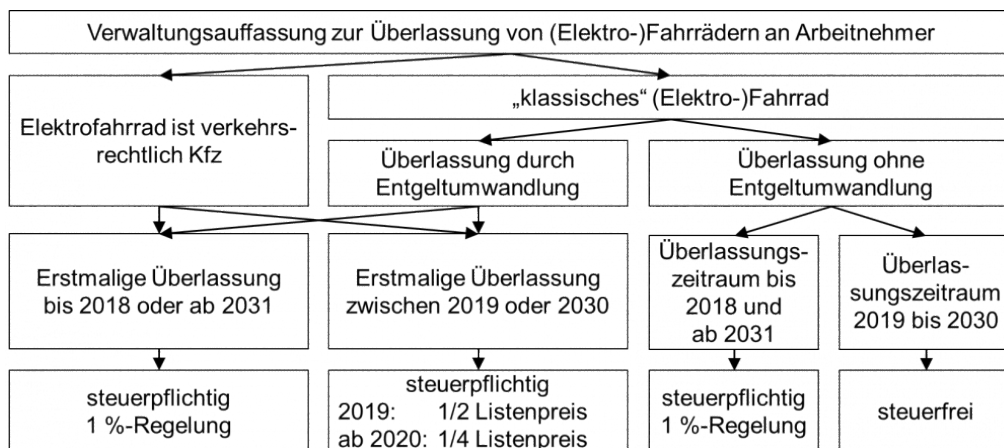 Verwaltungsauffassung zur Überlassung von (Elektro-)Fahrrädern an Arbeitnehmer
Elektrofahrrad ist verkehrs-
rechtlich Kfz
„klassisches“ (Elektro-)Fahrrad
Überlassung durch
Entgeltumwandlung
Überlassung ohne
Entgeltumwandlung
Erstmalige Überlassung
bis 2018 oder ab 2031
Erstmalige Überlassung
zwischen 2019 oder 2030
Überlassungs-
zeitraum bis
2018 und
ab 2031
Überlas-
sungszeitraum
2019 bis 2030
steuerpflichtig
1 %-Regelung
steuerpflichtig
2019: 1/2 Listenpreis
ab 2020: 1/4 Listenpreis
steuerpflichtig
1 %-Regelung
steuerfrei